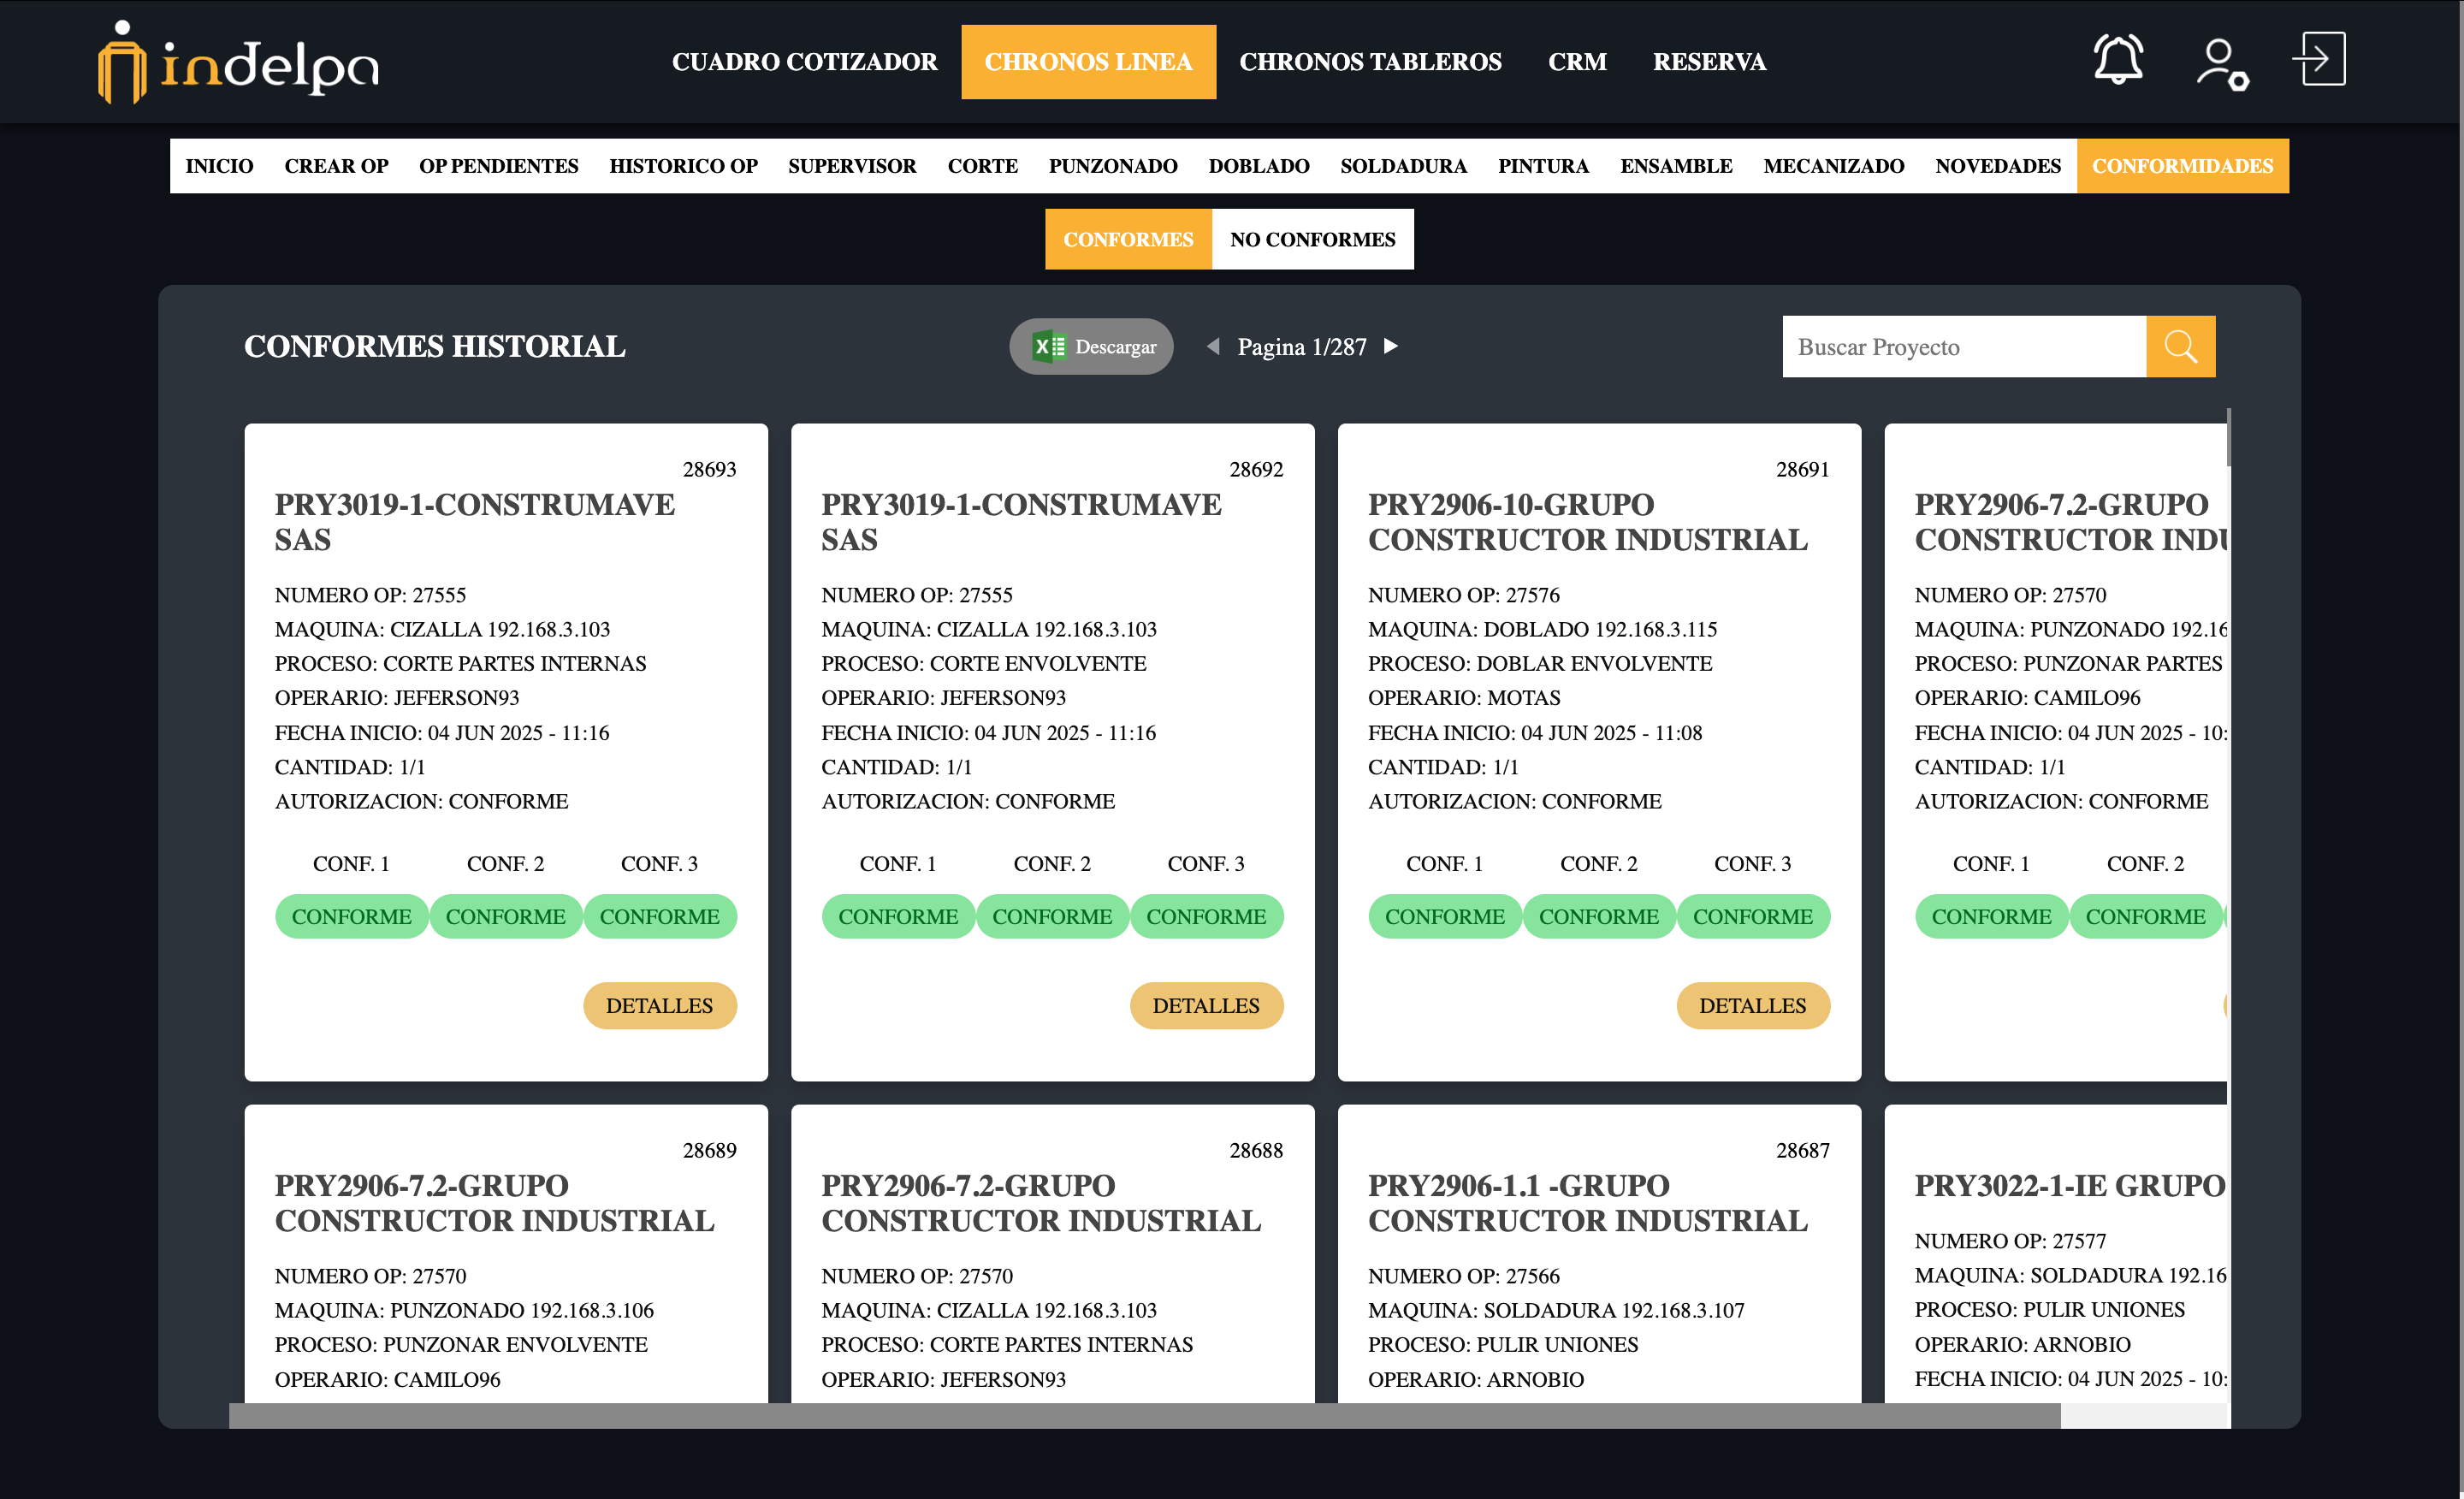 indelpa
CUADRO COTIZADOR CHRONOS LINEA CHRONOS TABLEROS CRM RESERVA
INICIO CREAR OP OP PENDIENTES HISTORICO OP SUPERVISOR CORTE PUNZONADO DOBLADO SOLDADURA PINTURA ENSAMBLE MECANIZADO NOVEDADES CONFORMIDADES
CONFORMES NO CONFORMES
CONFORMES HISTORIAL
Descargar
Pagina 1/287
Buscar Proyecto
28693
PRY3019-1-CONSTRUMAVE
SAS
NUMERO OP: 27555
MAQUINA: CIZALLA 192.168.3.103
PROCESO: CORTE PARTES INTERNAS
OPERARIO: JEFERSON93
FECHA INICIO: 04 JUN 2025 - 11:16
CANTIDAD: 1/1
AUTORIZACION: CONFORME
CONF. 1 CONF. 2 CONF. 3
CONFORME CONFORME CONFORME
DETALLES
28692
PRY3019-1-CONSTRUMAVE
SAS
NUMERO OP: 27555
MAQUINA: CIZALLA 192.168.3.103
PROCESO: CORTE ENVOLVENTE
OPERARIO: JEFERSON93
FECHA INICIO: 04 JUN 2025 - 11:16
CANTIDAD: 1/1
AUTORIZACION: CONFORME
CONF. 1 CONF. 2 CONF. 3
CONFORME CONFORME CONFORME
DETALLES
28691
PRY2906-10-GRUPO
CONSTRUCTOR INDUSTRIAL
NUMERO OP: 27576
MAQUINA: DOBLADO 192.168.3.115
PROCESO: DOBLAR ENVOLVENTE
OPERARIO: MOTAS
FECHA INICIO: 04 JUN 2025 - 11:08
CANTIDAD: 1/1
AUTORIZACION: CONFORME
CONF. 1 CONF. 2 CONF. 3
CONFORME CONFORME CONFORME
DETALLES
PRY2906-7.2-GRUPO
CONSTRUCTOR INDU
NUMERO OP: 27570
MAQUINA: PUNZONADO 192.16
PROCESO: PUNZONAR PARTES
OPERARIO: CAMILO96
FECHA INICIO: 04 JUN 2025 - 10:
CANTIDAD: 1/1
AUTORIZACION: CONFORME
CONF. 1 CONF. 2
CONFORME CONFORME
28689
PRY2906-7.2-GRUPO
CONSTRUCTOR INDUSTRIAL
NUMERO OP: 27570
MAQUINA: PUNZONADO 192.168.3.106
PROCESO: PUNZONAR ENVOLVENTE
OPERARIO: CAMILO96
28688
PRY2906-7.2-GRUPO
CONSTRUCTOR INDUSTRIAL
NUMERO OP: 27570
MAQUINA: CIZALLA 192.168.3.103
PROCESO: CORTE PARTES INTERNAS
OPERARIO: JEFERSON93
28687
PRY2906-1.1 -GRUPO
CONSTRUCTOR INDUSTRIAL
NUMERO OP: 27566
MAQUINA: SOLDADURA 192.168.3.107
PROCESO: PULIR UNIONES
OPERARIO: ARNOBIO
PRY3022-1-IE GRUPO
NUMERO OP: 27577
MAQUINA: SOLDADURA 192.16
PROCESO: PULIR UNIONES
OPERARIO: ARNOBIO
FECHA INICIO: 04 JUN 2025 - 10: